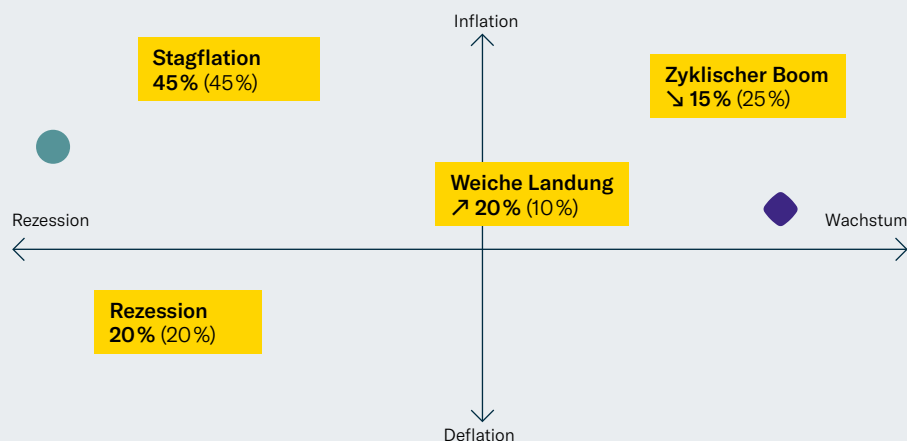 Inflation
Stagflation
45% (45%)
Zyklischer Boom
↘ 15% (25%)
Weiche Landung
↗ 20% (10%)
Rezession
Wachstum
Rezession
20% (20%)
Deflation